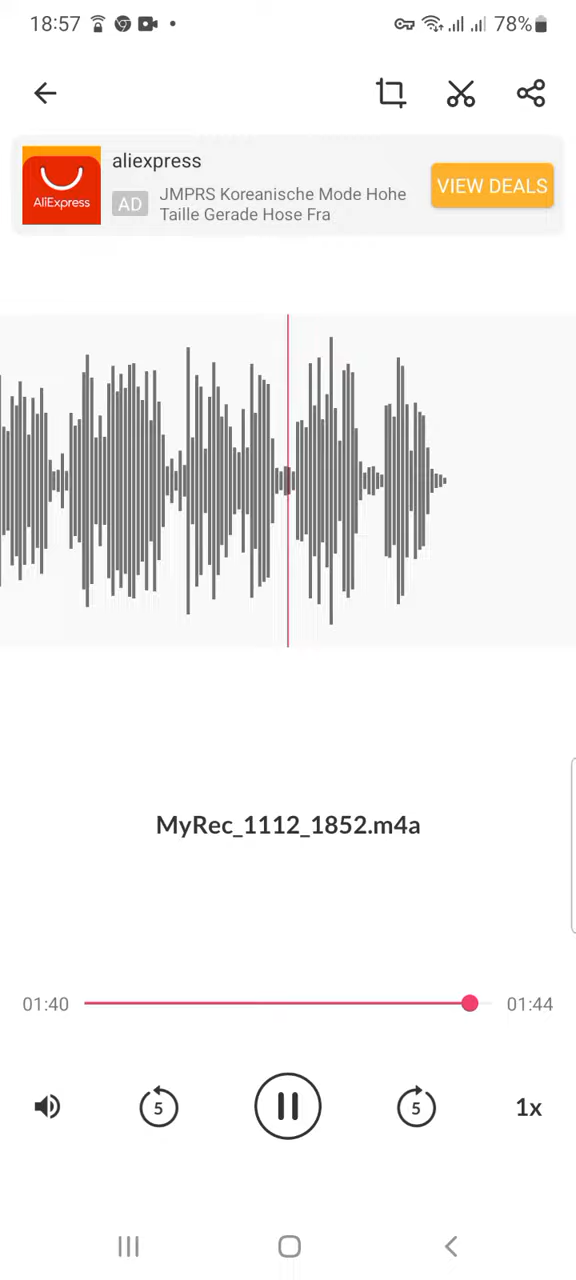 18:57 78%
aliexpress
AliExpress
AD
JMPRS Koreanische Mode Hohe
Taille Gerade Hose Fra
VIEW DEALS
MyRec_1112_1852.m4a
01:40 01:44
5 5 1x